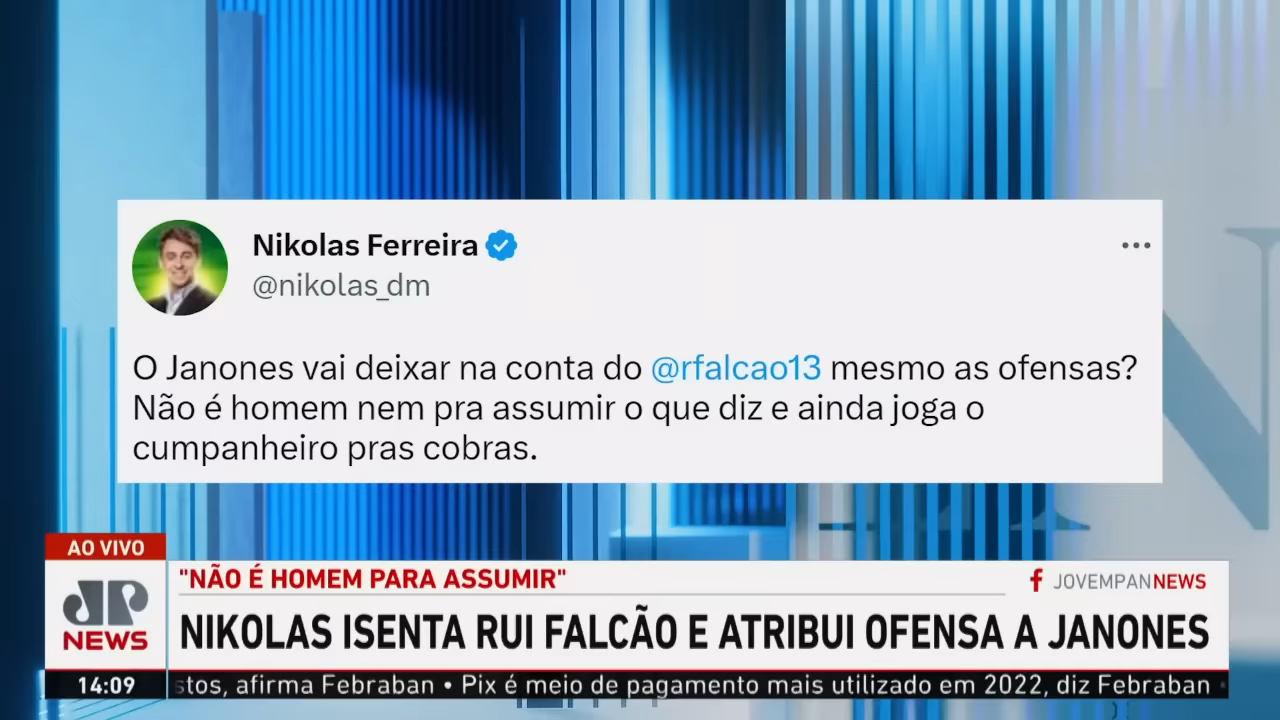 Nikolas Ferreira
@nikolas_dm
O Janones vai deixar na conta do @rfalcao13 mesmo as ofensas?
Não é homem nem pra assumir o que diz e ainda joga o
cumpanheiro pras cobras.
AO VIVO
JP
NEWS
"NÃO É HOMEM PARA ASSUMIR"
JOVEMPANNEWS
NIKOLAS ISENTA RUI FALCÃO E ATRIBUI OFENSA A JANONES
14:09
stos, afirma Febraban • Pix é meio de pagamento mais utilizado em 2022, diz Febraban